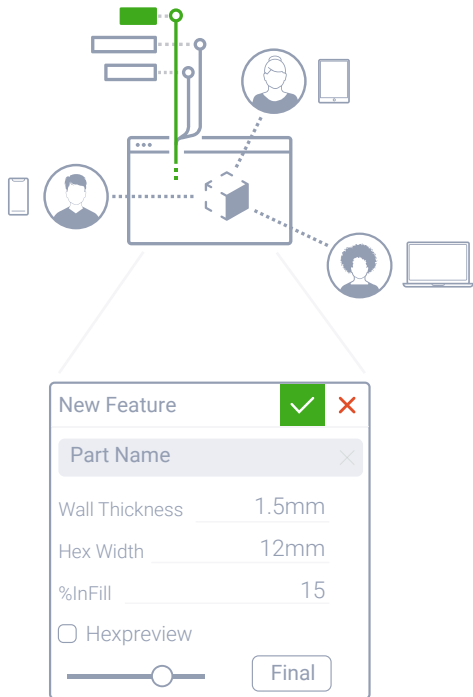 New Feature
Part Name
Wall Thickness 1.5mm
Hex Width 12mm
%InFill 15
Hexpreview
Final